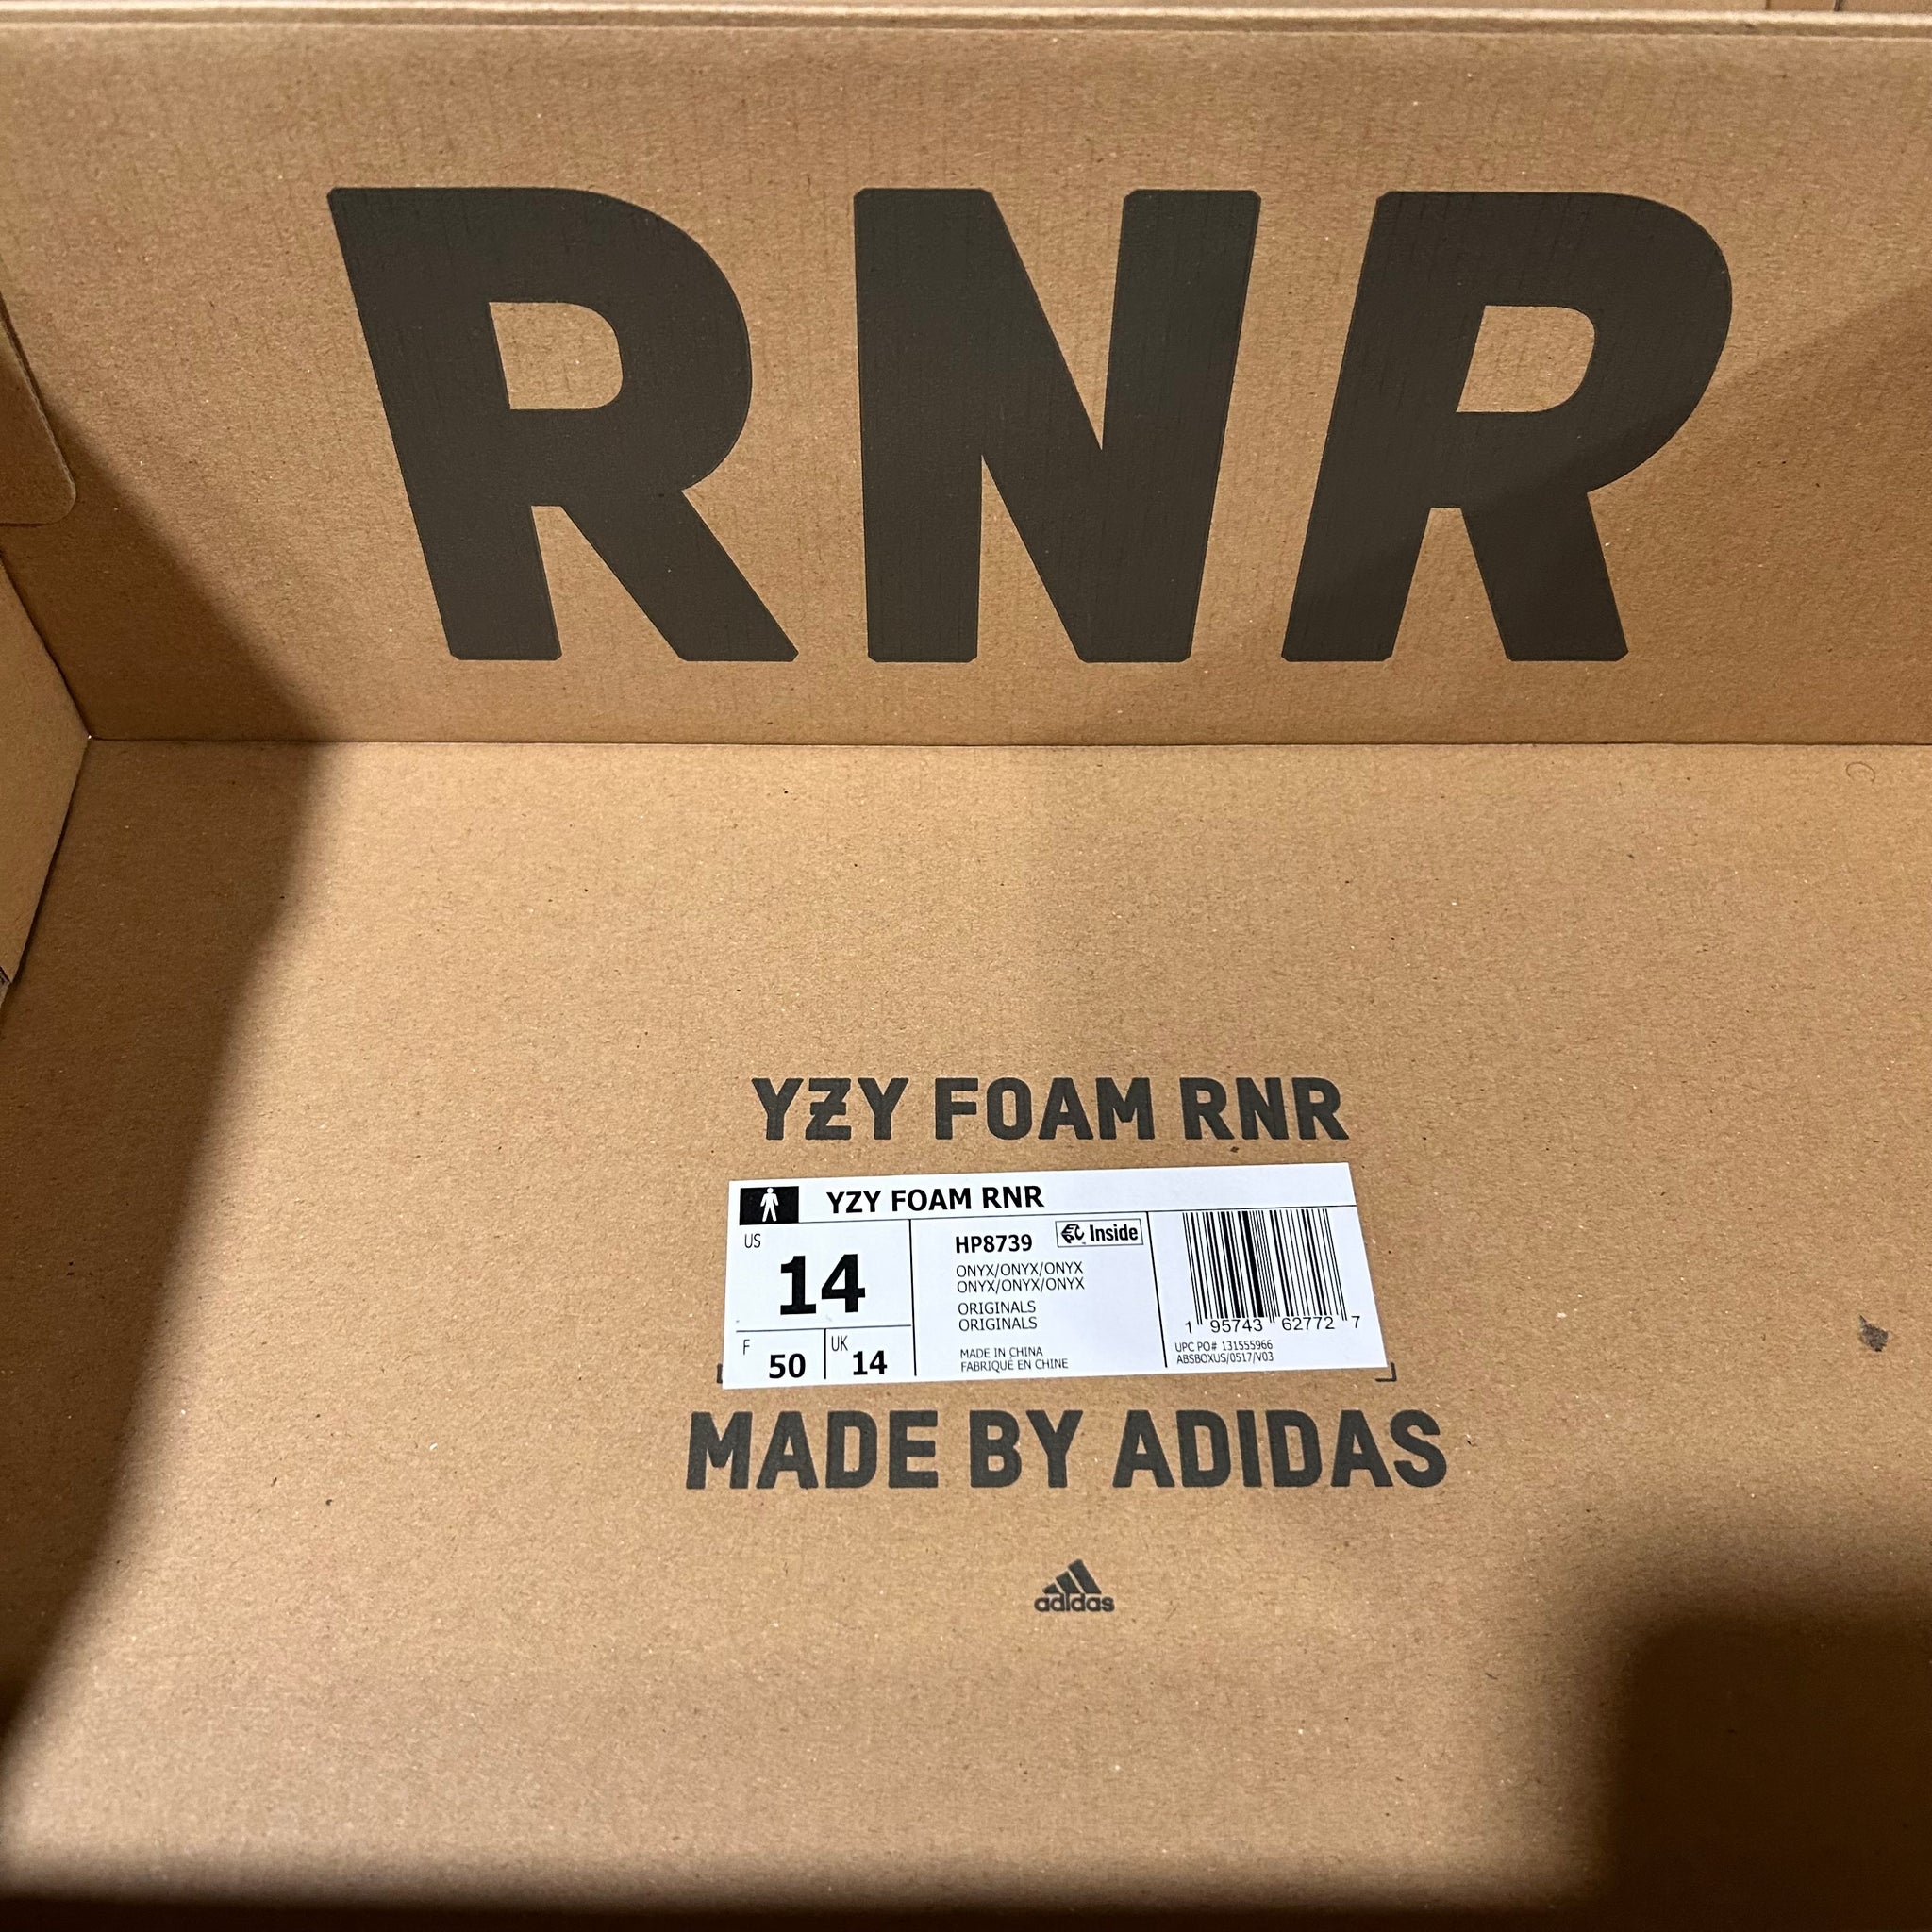 RNR
YZY FOAM RNR
YZY FOAM RNR
US
14
F 50
UK 14
HP8739
Inside
ONYX/ONYX/ONYX
ONYX/ONYX/ONYX
ORIGINALS
ORIGINALS
MADE IN CHINA
FABRIQUÉ EN CHINE
1 95743 62772 7
UPC PO# 131555966
ABSBOXUS/0517/V03
MADE BY ADIDAS
adidas